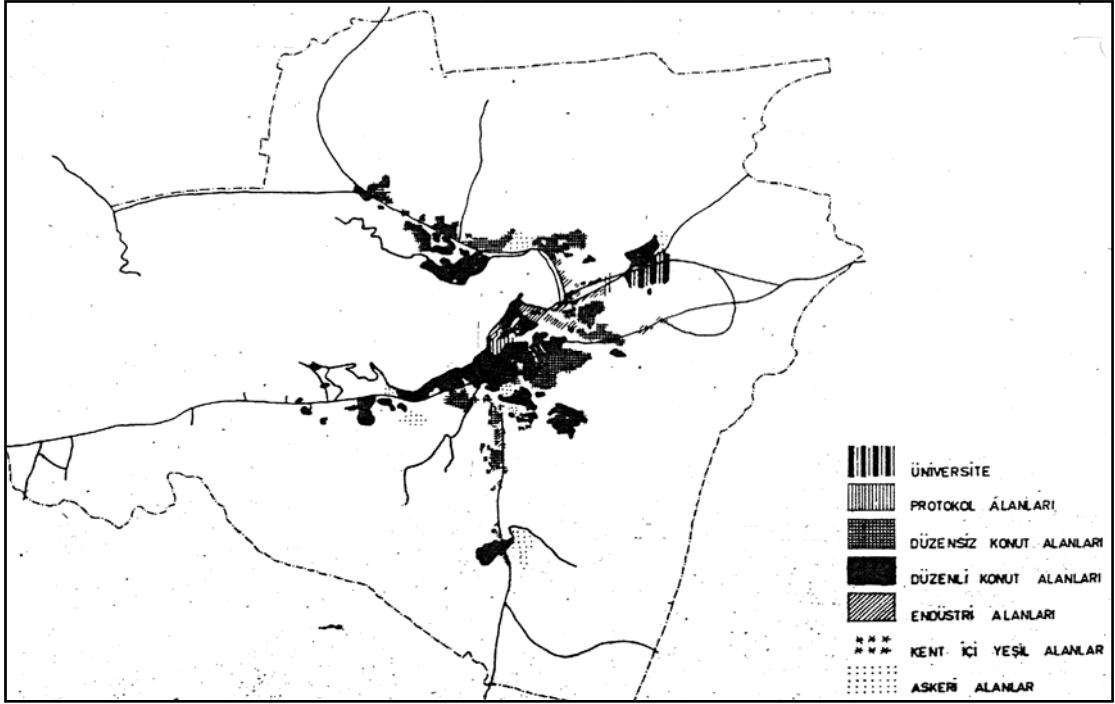 ÜNİVERSİTE
PROTOKOL ALANLARI
DÜZENSİZ KONUT ALANLARI
DÜZENLİ KONUT ALANLARI
ENDÜSTRİ ALANLARI
KENT İÇİ YEŞİL ALANLAR
ASKERİ ALANLAR